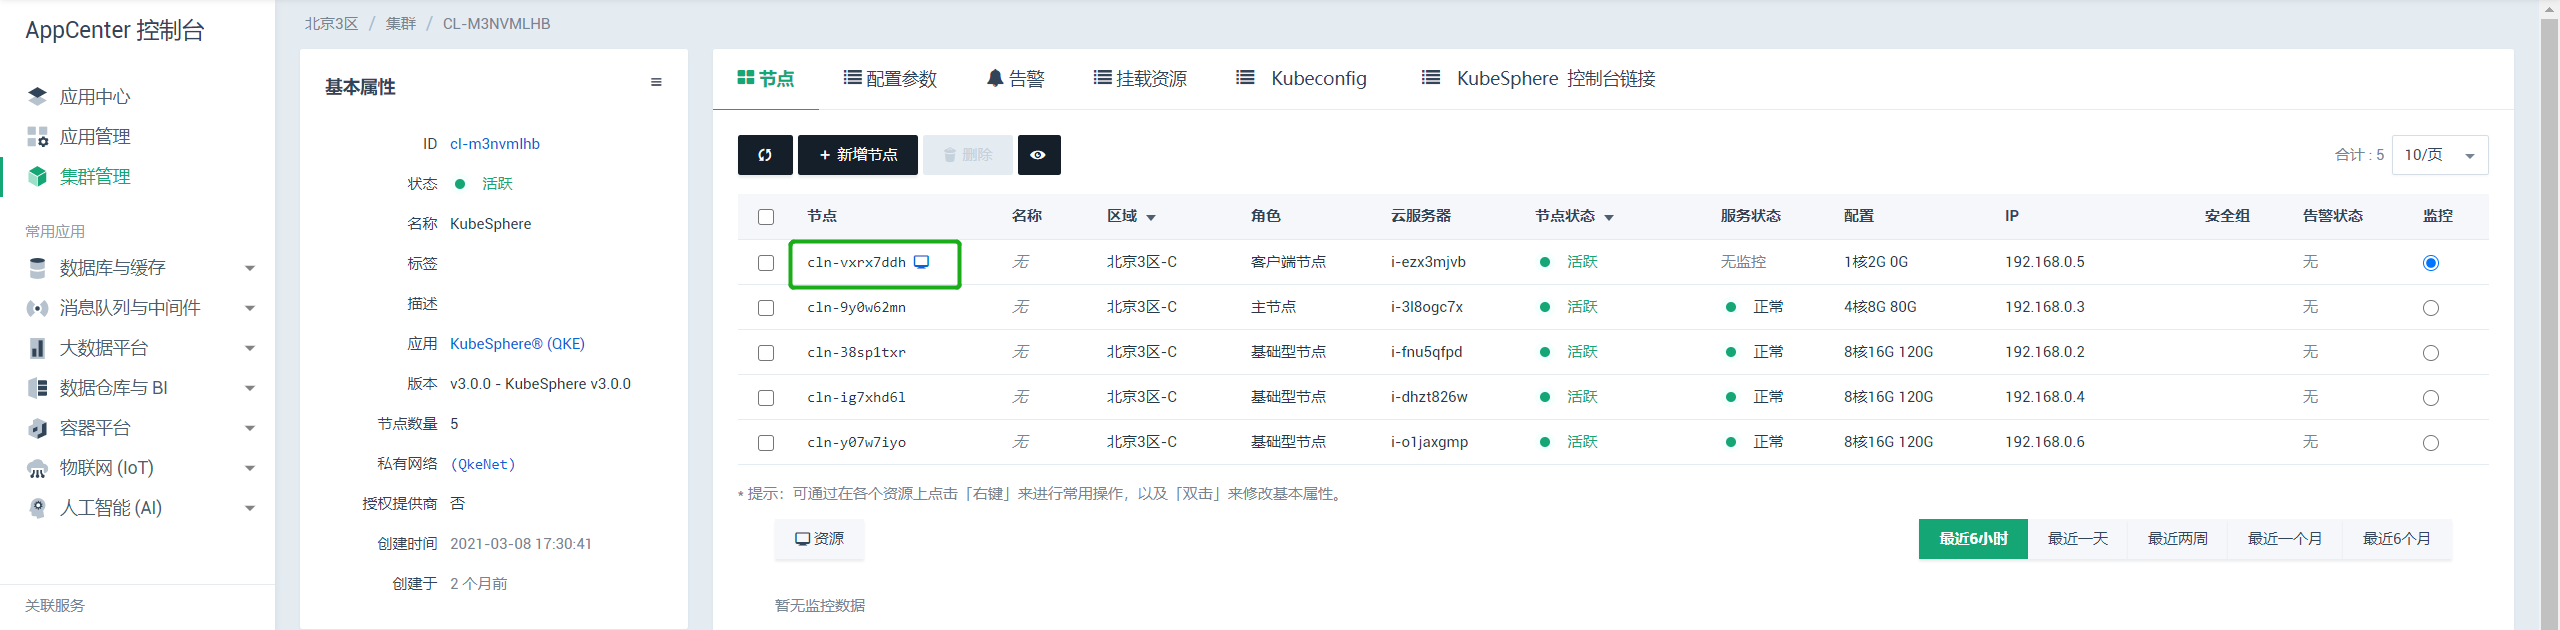 AppCenter 控制台
应用中心
应用管理
集群管理
常用应用
数据库与缓存
消息队列与中间件
大数据平台
数据仓库与 BI
容器平台
物联网 (IoT)
人工智能 (AI)
关联服务
北京3区 / 集群 / CL-M3NVMLHB
基本属性
ID cl-m3nvmlhb
状态 活跃
名称 KubeSphere
标签
描述
应用 KubeSphere® (QKE)
版本 v3.0.0 - KubeSphere v3.0.0
节点数量 5
私有网络 (QkeNet)
授权提供商 否
创建时间 2021-03-08 17:30:41
创建于 2 个月前
节点 配置参数 告警 挂载资源 Kubeconfig KubeSphere 控制台链接
+ 新增节点 删除 合计 : 5 10/页
节点 名称 区域 角色 云服务器 节点状态 服务状态 配置 IP 安全组 告警状态 监控
cln-vxrx7ddh 无 北京3区-C 客户端节点 i-ezx3mjvb 活跃 无监控 1核2G 0G 192.168.0.5 无
cln-9y0w62mn 无 北京3区-C 主节点 i-3l8ogc7x 活跃 正常 4核8G 80G 192.168.0.3 无
cln-38sp1txr 无 北京3区-C 基础型节点 i-fnu5qfpd 活跃 正常 8核16G 120G 192.168.0.2 无
cln-ig7xhd6l 无 北京3区-C 基础型节点 i-dhzt826w 活跃 正常 8核16G 120G 192.168.0.4 无
cln-y07w7iyo 无 北京3区-C 基础型节点 i-o1jaxgmp 活跃 正常 8核16G 120G 192.168.0.6 无
* 提示：可通过在各个资源上点击「右键」来进行常用操作，以及「双击」来修改基本属性。
资源 最近6小时 最近一天 最近两周 最近一个月 最近6个月
暂无监控数据